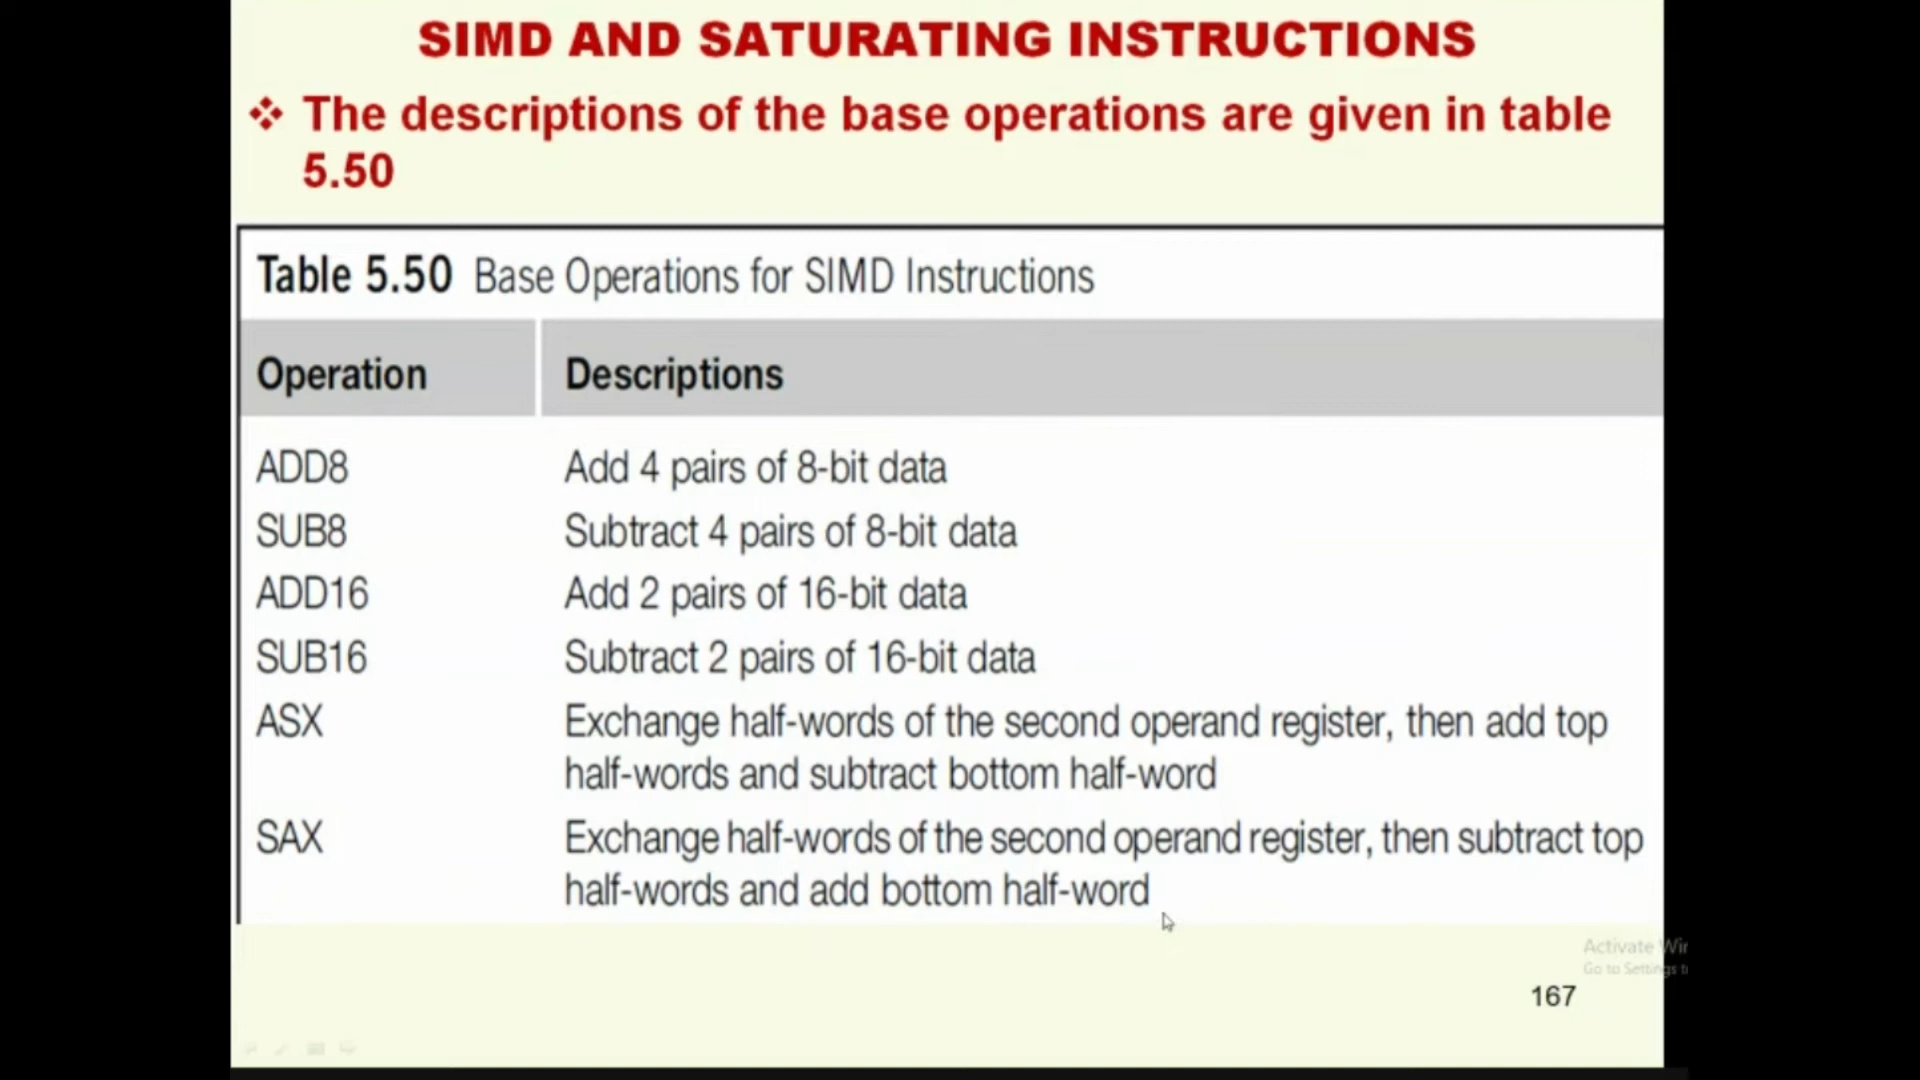 SIMD AND SATURATING INSTRUCTIONS
❖ The descriptions of the base operations are given in table
5.50
Table 5.50 Base Operations for SIMD Instructions
Operation Descriptions
ADD8 Add 4 pairs of 8-bit data
SUB8 Subtract 4 pairs of 8-bit data
ADD16 Add 2 pairs of 16-bit data
SUB16 Subtract 2 pairs of 16-bit data
ASX Exchange half-words of the second operand register, then add top
half-words and subtract bottom half-word
SAX Exchange half-words of the second operand register, then subtract top
half-words and add bottom half-word
Activate Wir
Go to Settings t
167